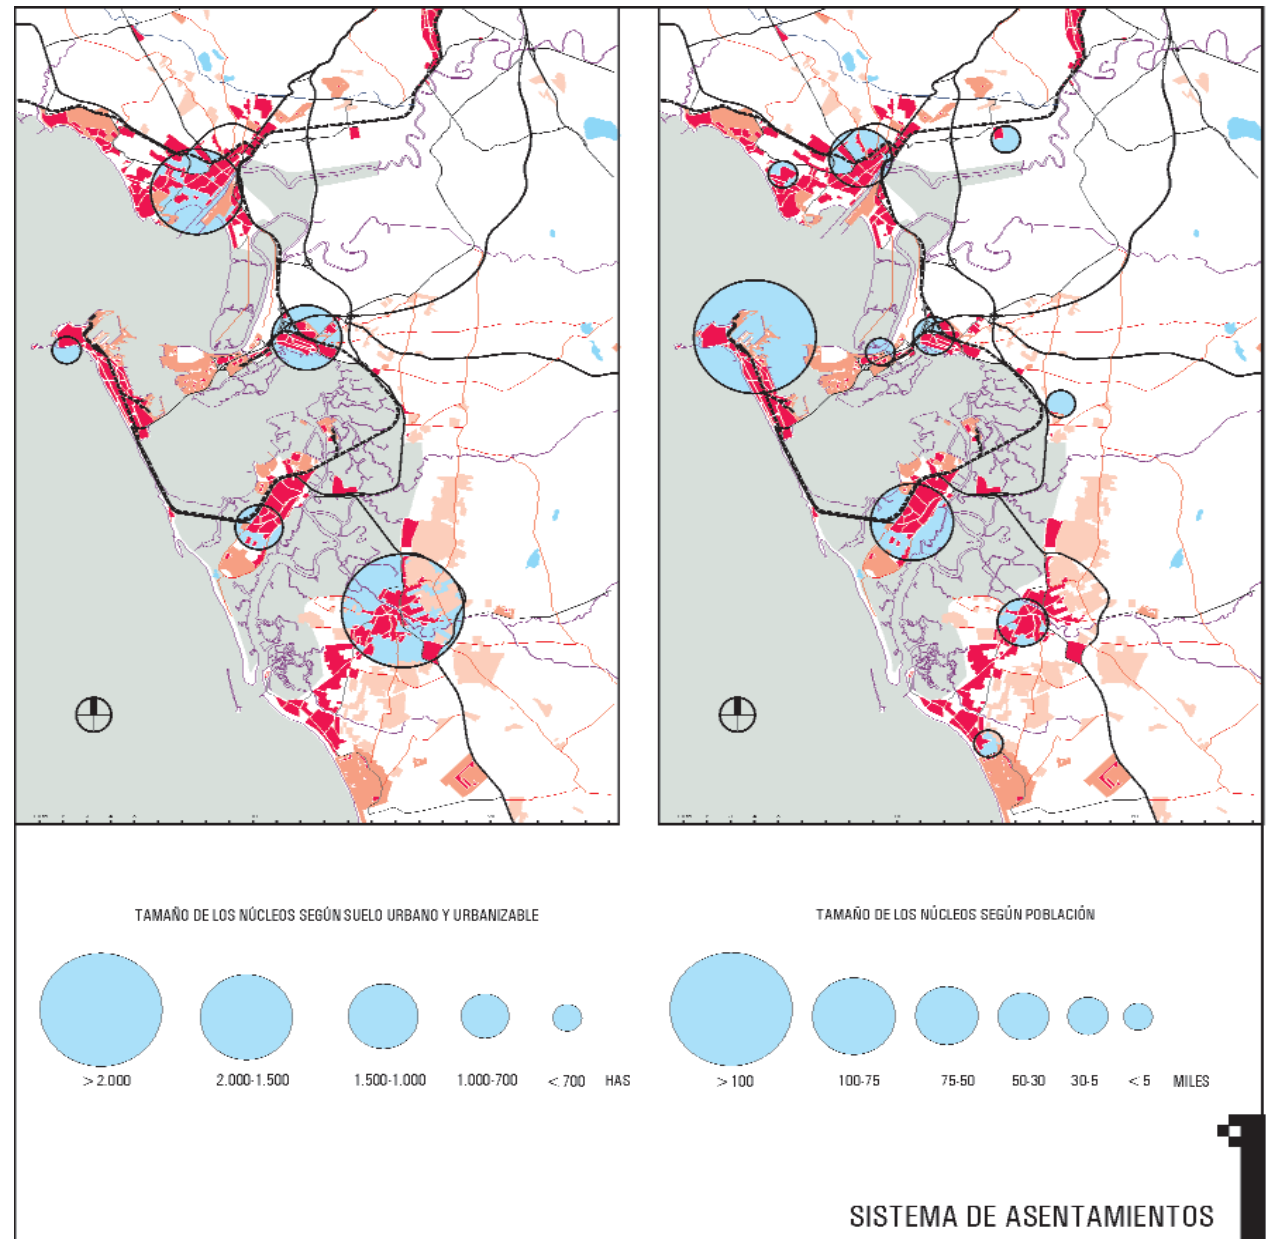 TAMAÑO DE LOS NÚCLEOS SEGÚN SUELO URBANO Y URBANIZABLE
> 2.000 2.000-1.500 1.500-1.000 1.000-700 < 700 HAS
TAMAÑO DE LOS NÚCLEOS SEGÚN POBLACIÓN
> 100 100-75 75-50 50-30 30-5 < 5 MILES
SISTEMA DE ASENTAMIENTOS
1